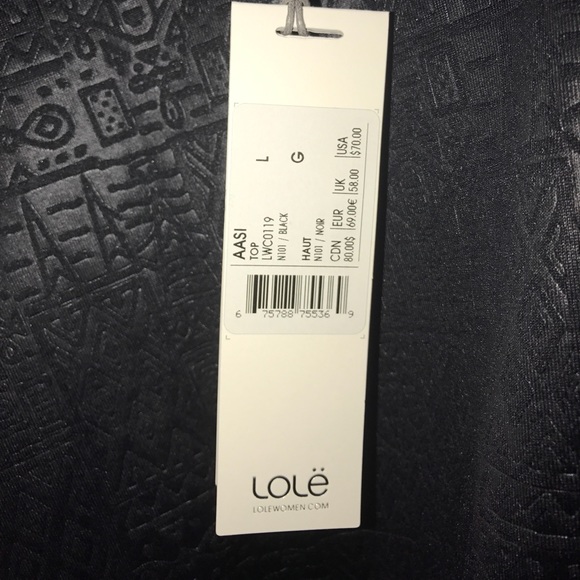 AASI
TOP L
LWC0119
N101 / BLACK
HAUT G
N101 / NOIR
CDN |EUR |UK |USA
80.00$ |69.00€ |58.00 |$70.00
6 75788 75536 9
Lolë
LOLEWOMEN.COM